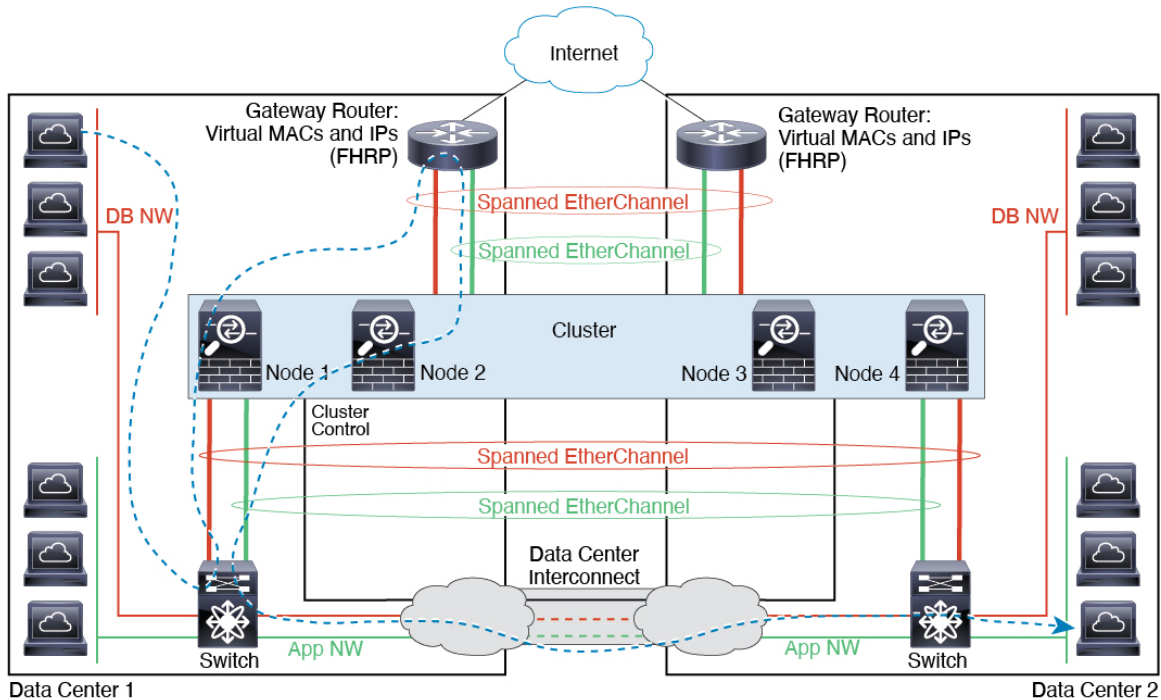 Internet
Gateway Router:
Virtual MACs and IPs
(FHRP)
Gateway Router:
Virtual MACs and IPs
(FHRP)
DB NW
Spanned EtherChannel
DB NW
Spanned EtherChannel
Cluster
Node 1
Node 2
Node 3
Node 4
Cluster
Control
Spanned EtherChannel
Spanned EtherChannel
Data Center
Interconnect
Switch
App NW
App NW
Switch
Data Center 1
Data Center 2